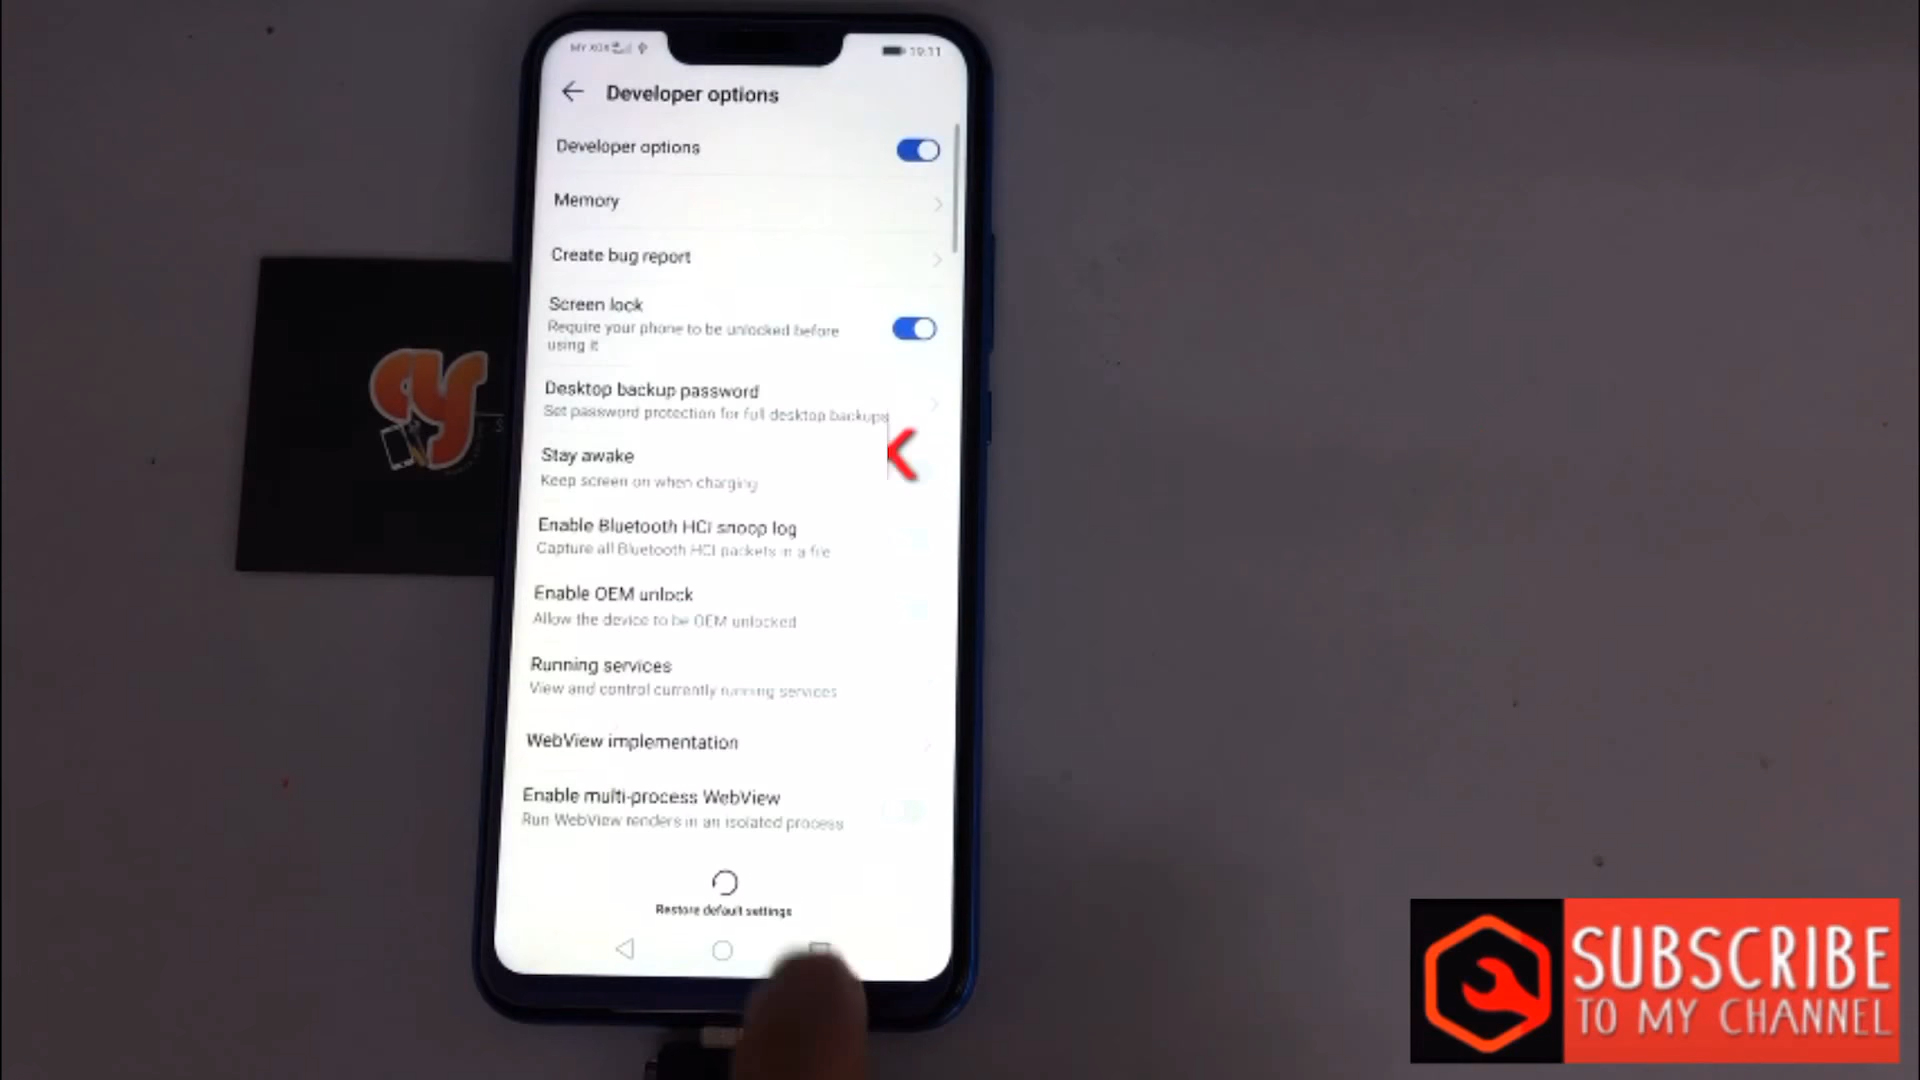 19:11
Developer options
Developer options
Memory
Create bug report
Screen lock
Require your phone to be unlocked before
using it
Desktop backup password
Set password protection for full desktop backups
Stay awake
Keep screen on when charging
Enable Bluetooth HCI snoop log
Capture all Bluetooth HCI packets in a file
Enable OEM unlock
Allow the device to be OEM unlocked
Running services
View and control currently running services
WebView implementation
Enable multi-process WebView
Run WebView renders in an isolated process
Restore default settings
SUBSCRIBE
TO MY CHANNEL